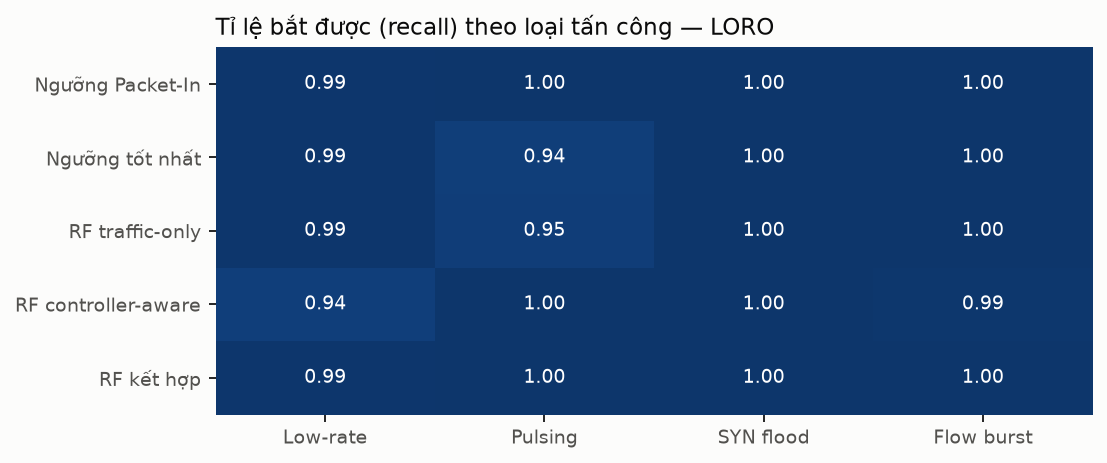 Tỉ lệ bắt được (recall) theo loại tấn công — LORO
Ngưỡng Packet-In 0.99 1.00 1.00 1.00
Ngưỡng tốt nhất 0.99 0.94 1.00 1.00
RF traffic-only 0.99 0.95 1.00 1.00
RF controller-aware 0.94 1.00 1.00 0.99
RF kết hợp 0.99 1.00 1.00 1.00
Low-rate Pulsing SYN flood Flow burst